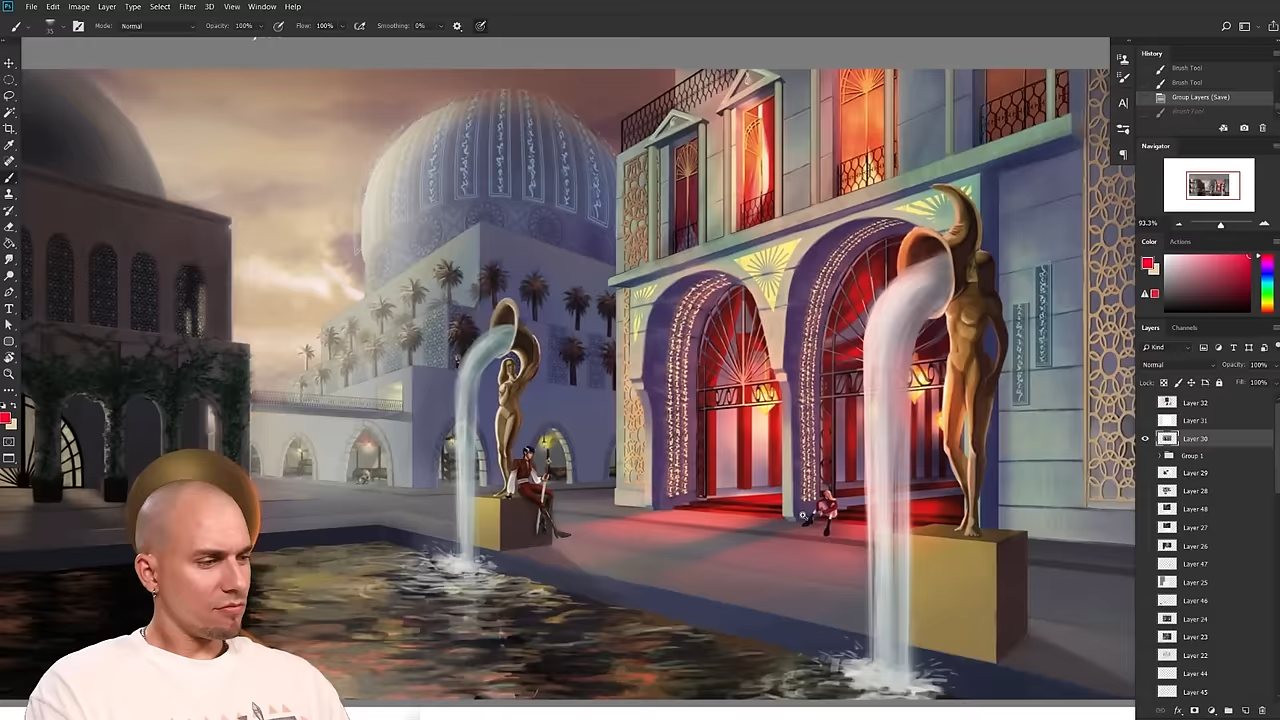 File Edit Image Layer Type Select Filter 3D View Window Help
35 Mode: Normal Opacity: 100% Flow: 100% Smoothing: 0%
History
Brush Tool
Brush Tool
Group Layers (Save)
Brush Tool
Navigator
93.3%
Color Actions
Layers Channels
Kind
Normal Opacity: 100%
Lock: Fill: 100%
Layer 32
Layer 31
Layer 30
Group 1
Layer 29
Layer 28
Layer 48
Layer 27
Layer 26
Layer 47
Layer 25
Layer 46
Layer 24
Layer 23
Layer 22
Layer 44
Layer 45